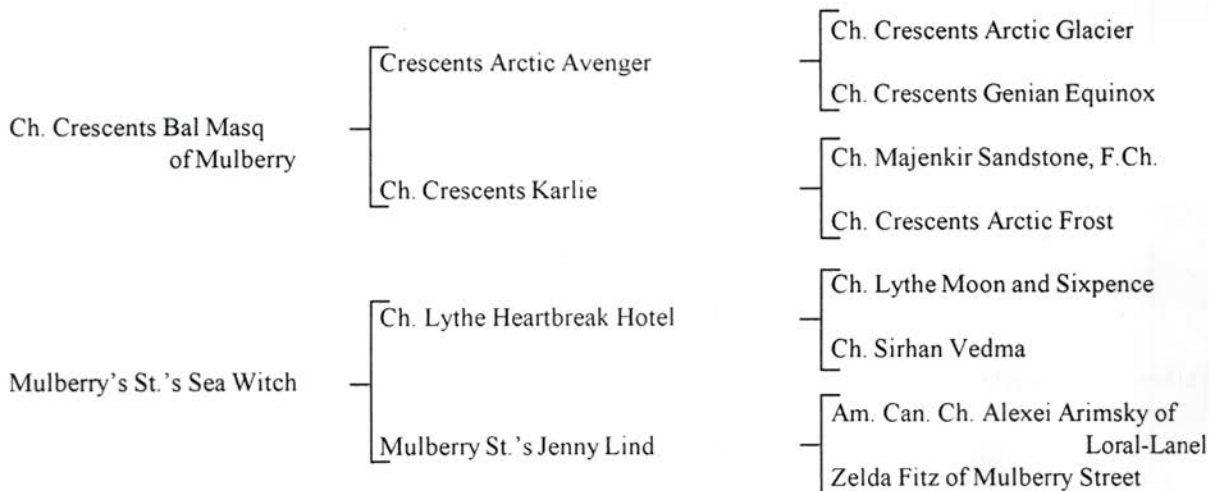 Ch. Crescents Bal Masq
of Mulberry
Crescents Arctic Avenger
Ch. Crescents Arctic Glacier
Ch. Crescents Genian Equinox
Ch. Crescents Karlie
Ch. Majenkir Sandstone, F.Ch.
Ch. Crescents Arctic Frost
Mulberry's St.'s Sea Witch
Ch. Lythe Heartbreak Hotel
Ch. Lythe Moon and Sixpence
Ch. Sirhan Vedma
Mulberry St.'s Jenny Lind
Am. Can. Ch. Alexei Arimsky of
Loral-Lanel
Zelda Fitz of Mulberry Street